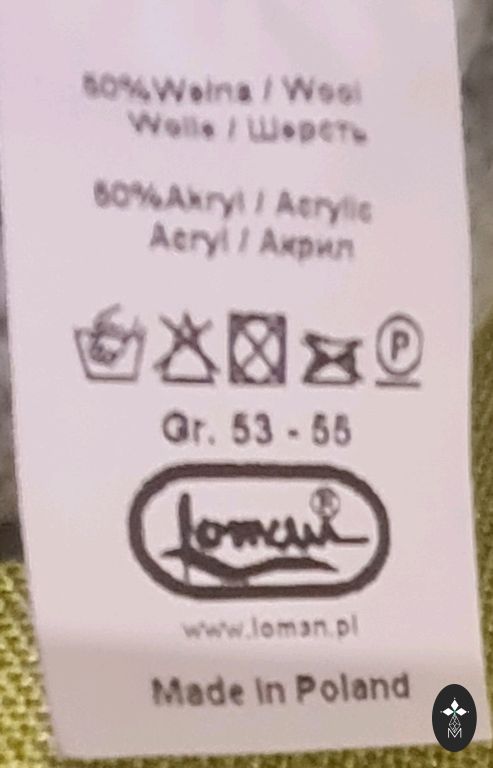 50% Wełna / Wool
Wolle / Шерсть
50% Akryl / Acrylic
Acryl / Акрил
P
Gr. 53 - 55
loman ®
www.loman.pl
Made in Poland
M